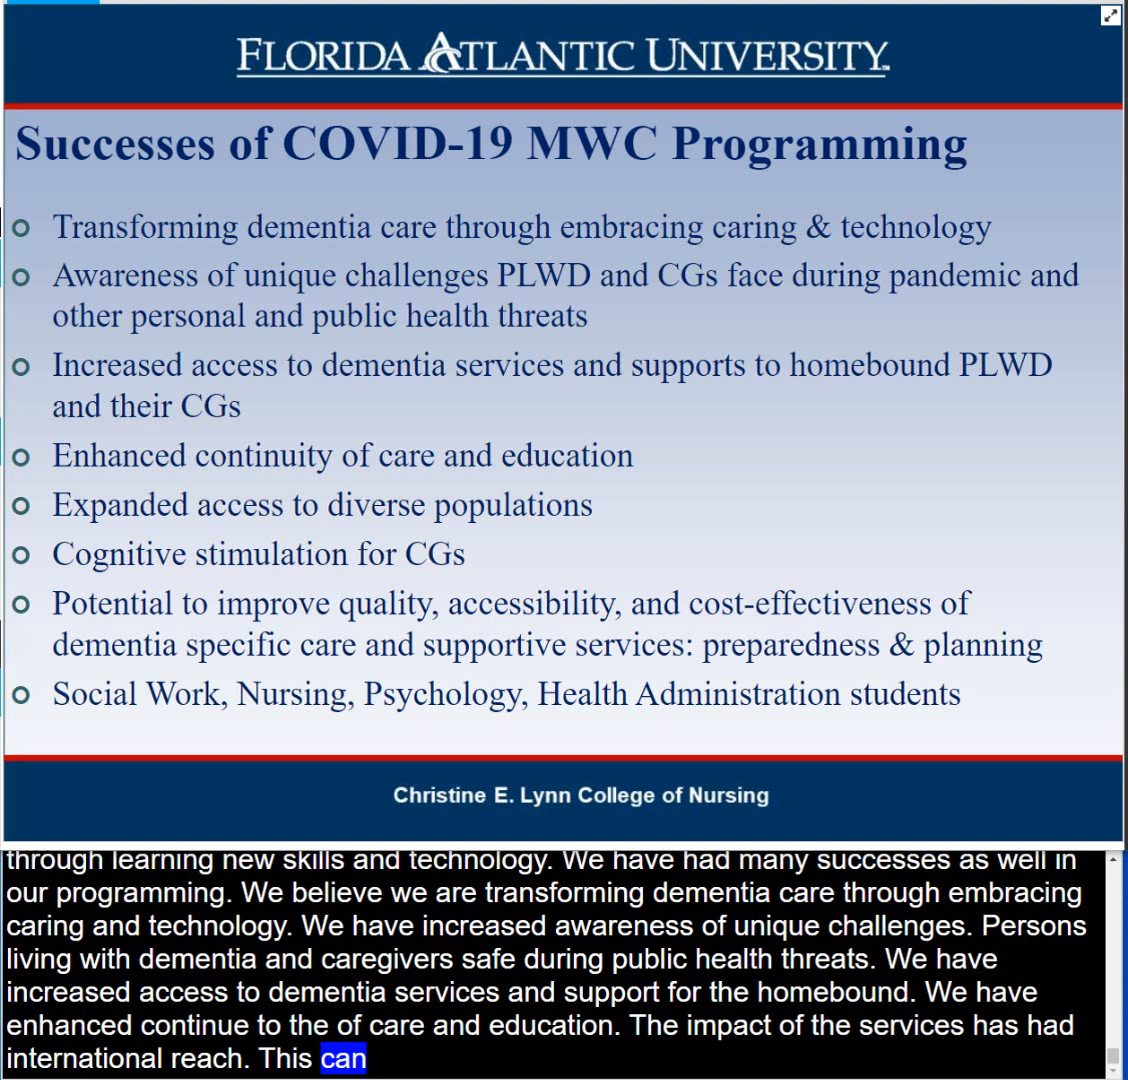 FLORIDA ATLANTIC UNIVERSITY™
Successes of COVID-19 MWC Programming
Transforming dementia care through embracing caring & technology
Awareness of unique challenges PLWD and CGs face during pandemic and
other personal and public health threats
Increased access to dementia services and supports to homebound PLWD
and their CGs
Enhanced continuity of care and education
Expanded access to diverse populations
Cognitive stimulation for CGs
Potential to improve quality, accessibility, and cost-effectiveness of
dementia specific care and supportive services: preparedness & planning
Social Work, Nursing, Psychology, Health Administration students
Christine E. Lynn College of Nursing
through learning new skills and technology. We have had many successes as well in
our programming. We believe we are transforming dementia care through embracing
caring and technology. We have increased awareness of unique challenges. Persons
living with dementia and caregivers safe during public health threats. We have
increased access to dementia services and support for the homebound. We have
enhanced continue to the of care and education. The impact of the services has had
international reach. This can